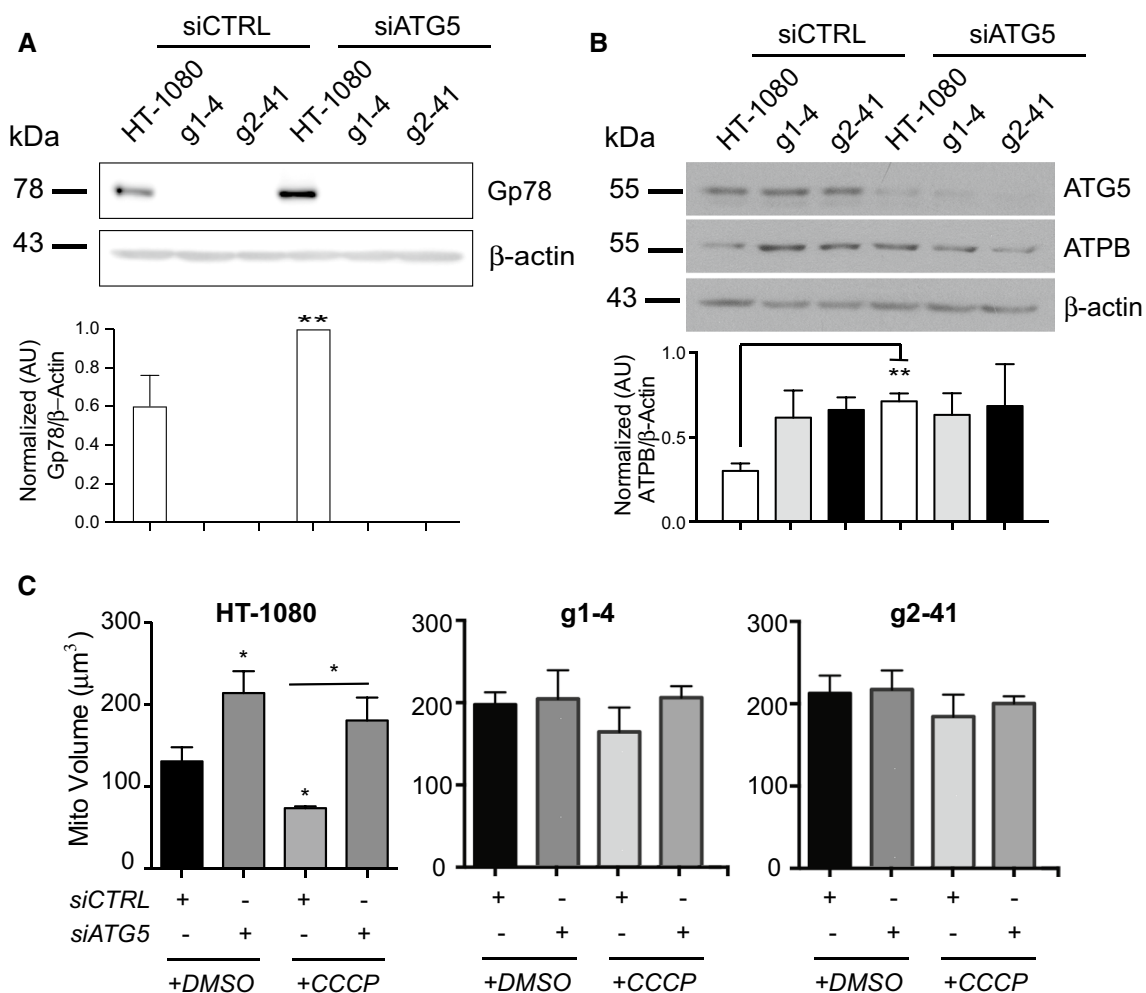 A
siCTRL
siATG5
HT-1080
g1-4
g2-41
HT-1080
g1-4
g2-41
kDa
78
Gp78
43
β-actin
**
Normalized (AU)
Gp78/β–Actin
1.0
0.8
0.6
0.4
0.2
0.0
B
siCTRL
siATG5
HT-1080
g1-4
g2-41
HT-1080
g1-4
g2-41
kDa
55
ATG5
55
ATPB
43
β-actin
**
Normalized (AU)
ATPB/β-Actin
1.0
0.5
0.0
C
HT-1080
g1-4
g2-41
Mito Volume (μm³)
300
200
100
0
* * * *
300
200
100
0
300
200
100
0
siCTRL + - + - + - + - + - + -
siATG5 - + - + - + - + - + - +
+DMSO +CCCP +DMSO +CCCP +DMSO +CCCP